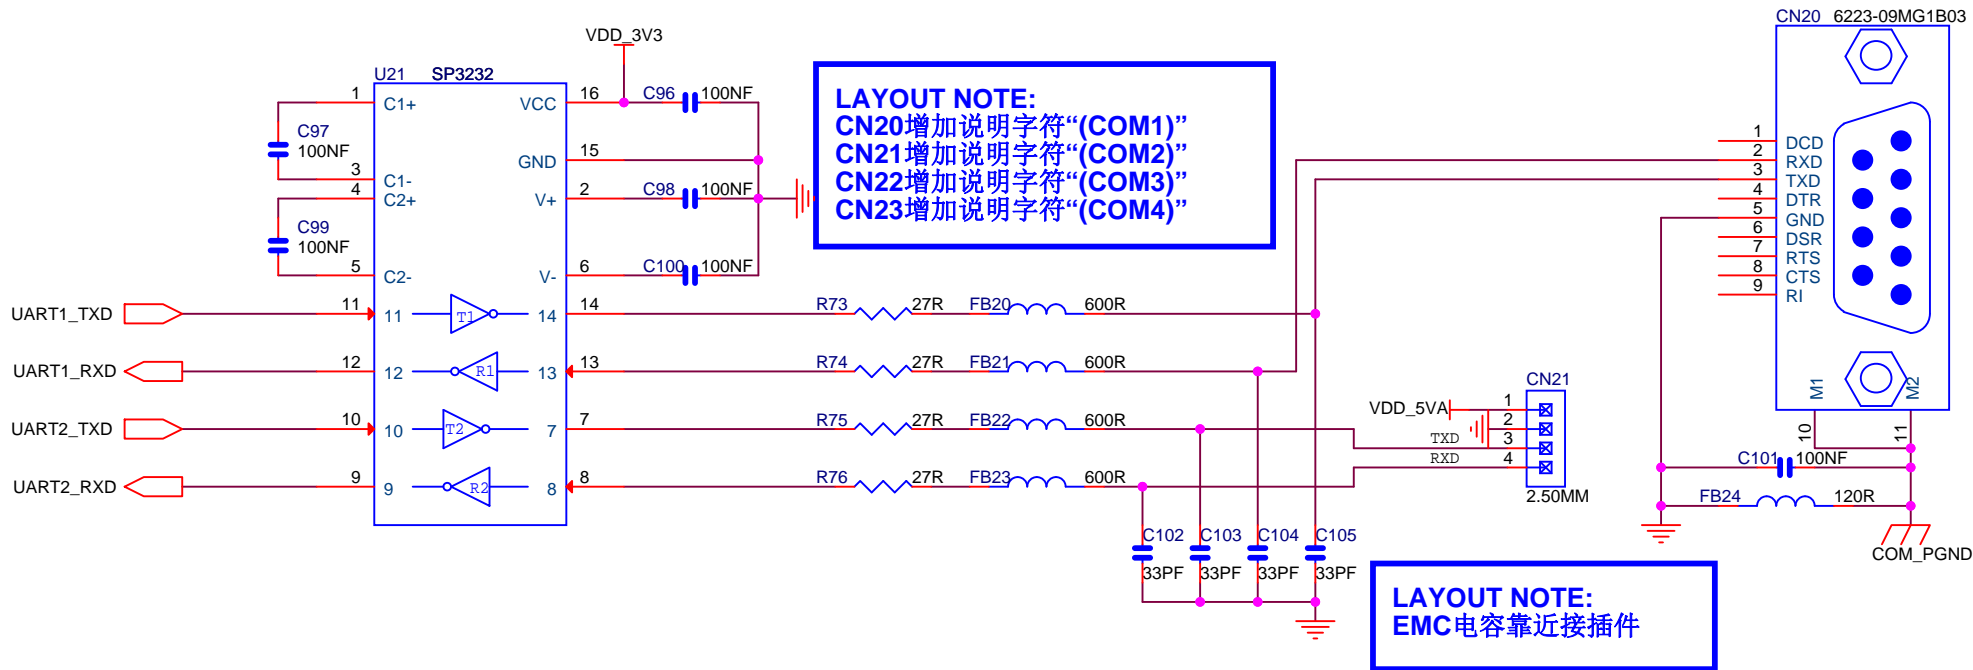 CN20 6223-09MG1B03
VDD_3V3
U21 SP3232
1 C1+ VCC 16 C96 100NF
C97
100NF
GND 15
3 C1-
4 C2+ V+ 2 C98 100NF
C99
100NF
5 C2- V- 6 C100 100NF
LAYOUT NOTE:
CN20增加说明字符“(COM1)”
CN21增加说明字符“(COM2)”
CN22增加说明字符“(COM3)”
CN23增加说明字符“(COM4)”
1 DCD
2 RXD
3 TXD
4 DTR
5 GND
6 DSR
7 RTS
8 CTS
9 RI
UART1_TXD 11 11 T1 14 14 R73 27R FB20 600R
UART1_RXD 12 12 R1 13 13 R74 27R FB21 600R
UART2_TXD 10 10 T2 7 7 R75 27R FB22 600R
UART2_RXD 9 9 R2 8 8 R76 27R FB23 600R
CN21
VDD_5VA 1
2
TXD 3
RXD 4
2.50MM
M1 M2
10 11
C101 100NF
FB24 120R
COM_PGND
C102 C103 C104 C105
33PF 33PF 33PF 33PF
LAYOUT NOTE:
EMC电容靠近接插件